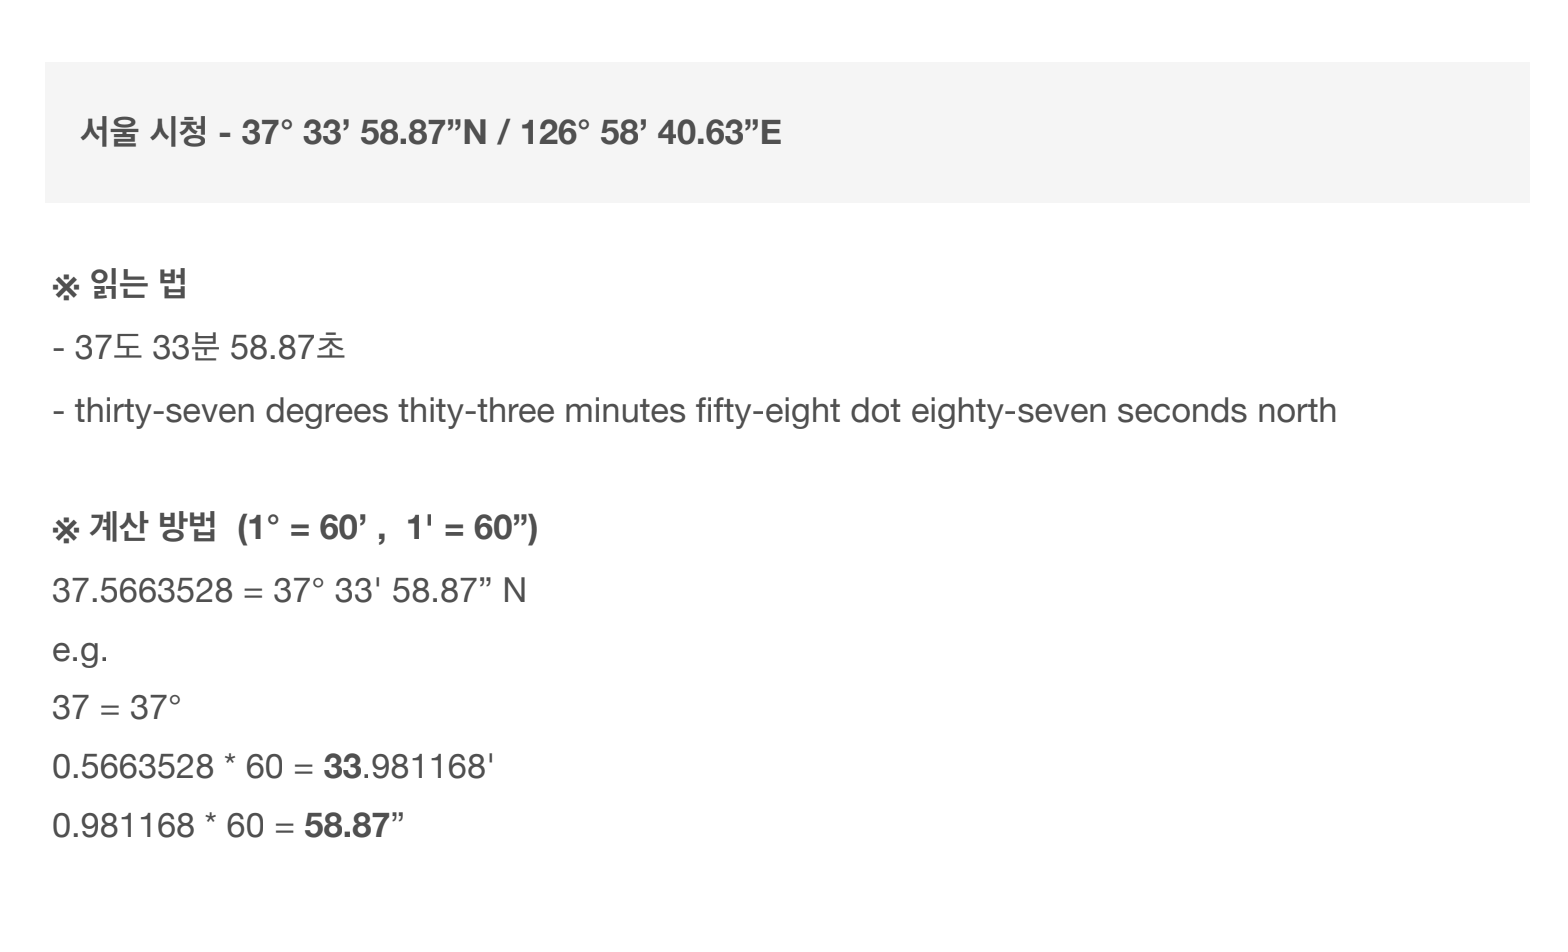 서울 시청 - 37° 33’ 58.87”N / 126° 58’ 40.63”E
※ 읽는 법
- 37도 33분 58.87초
- thirty-seven degrees thity-three minutes fifty-eight dot eighty-seven seconds north
※ 계산 방법  (1° = 60’ ,  1' = 60”)
37.5663528 = 37° 33' 58.87” N
e.g.
37 = 37°
0.5663528 * 60 = 33.981168'
0.981168 * 60 = 58.87”